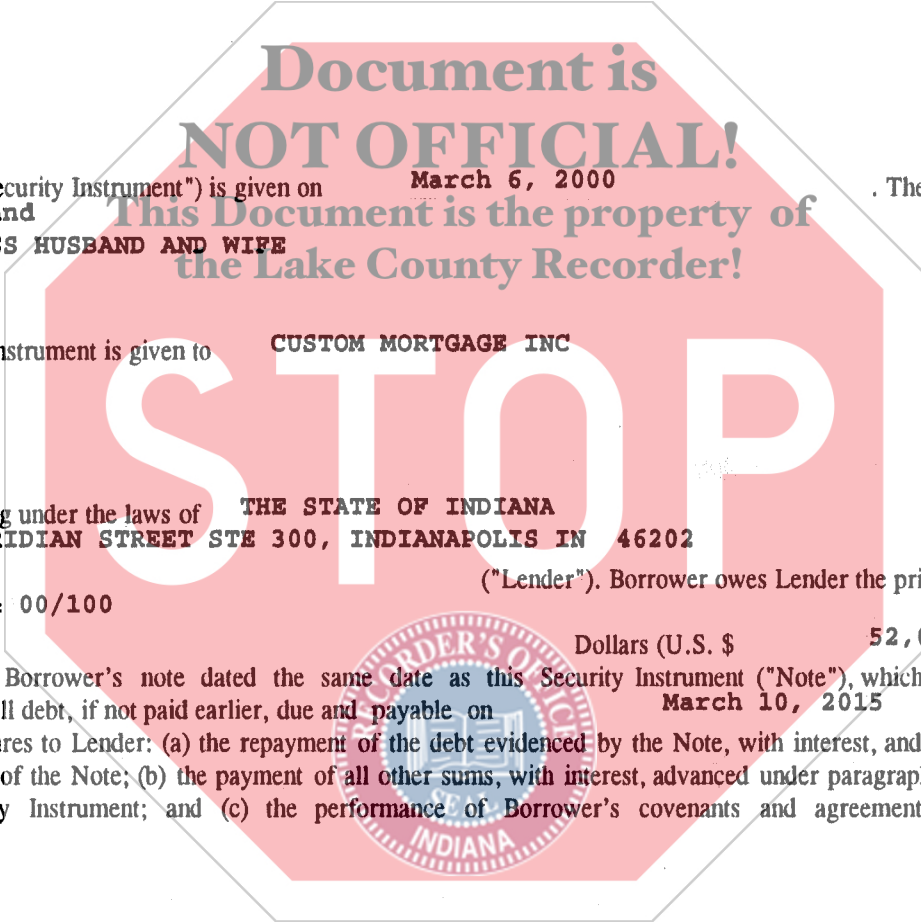 Document is
NOT OFFICIAL!
ecurity Instrument") is given on March 6, 2000 . The
and
This Document is the property of
S HUSBAND AND WIFE
the Lake County Recorder!
nstrument is given to CUSTOM MORTGAGE INC
STOP
g under the laws of THE STATE OF INDIANA
RIDIAN STREET STE 300, INDIANAPOLIS IN 46202
("Lender"). Borrower owes Lender the pri
00/100
Dollars (U.S. $ 52,0
Borrower's note dated the same date as this Security Instrument ("Note"), which
ll debt, if not paid earlier, due and payable on March 10, 2015
res to Lender: (a) the repayment of the debt evidenced by the Note, with interest, and
of the Note; (b) the payment of all other sums, with interest, advanced under paragrap
y Instrument; and (c) the performance of Borrower's covenants and agreement
RECORDER'S OFFICE
SEAL
INDIANA